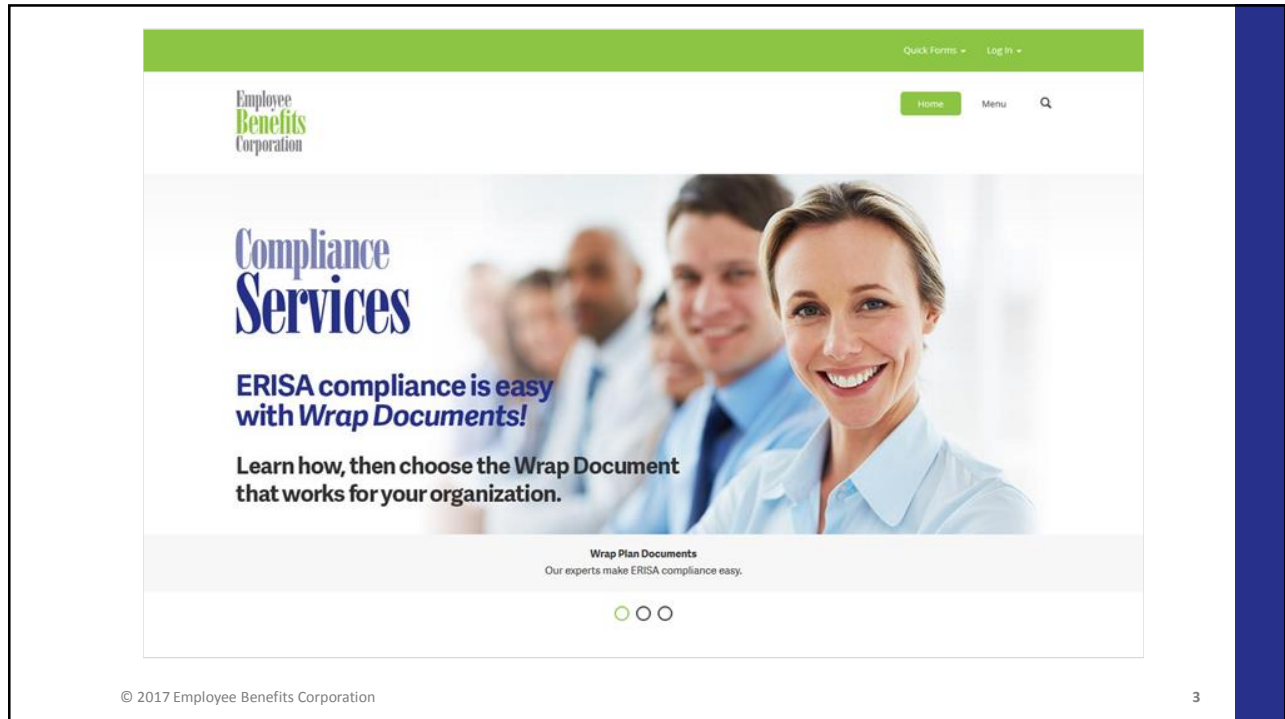 Quick Forms Log In
Employee
Benefits
Corporation
Home Menu
Compliance
Services
ERISA compliance is easy
with Wrap Documents!
Learn how, then choose the Wrap Document
that works for your organization.
Wrap Plan Documents
Our experts make ERISA compliance easy.
© 2017 Employee Benefits Corporation 3